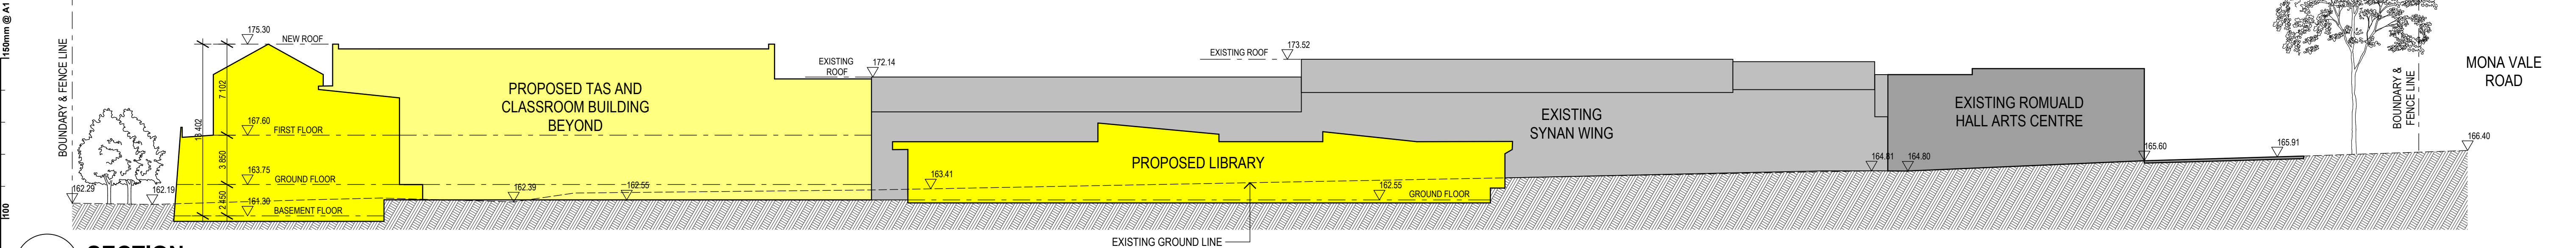 150mm @ A1
100
BOUNDARY & FENCE LINE
175.30
NEW ROOF
7.102
167.60
FIRST FLOOR
3.850
163.75
GROUND FLOOR
2.450
161.30
BASEMENT FLOOR
162.29
162.19
PROPOSED TAS AND
CLASSROOM BUILDING
BEYOND
162.39
162.55
EXISTING
ROOF
172.14
EXISTING ROOF
173.52
163.41
PROPOSED LIBRARY
162.55
GROUND FLOOR
EXISTING GROUND LINE
EXISTING
SYNAN WING
164.81
164.80
EXISTING ROMUALD
HALL ARTS CENTRE
165.60
165.91
BOUNDARY &
FENCE LINE
166.40
MONA VALE
ROAD
SECTION